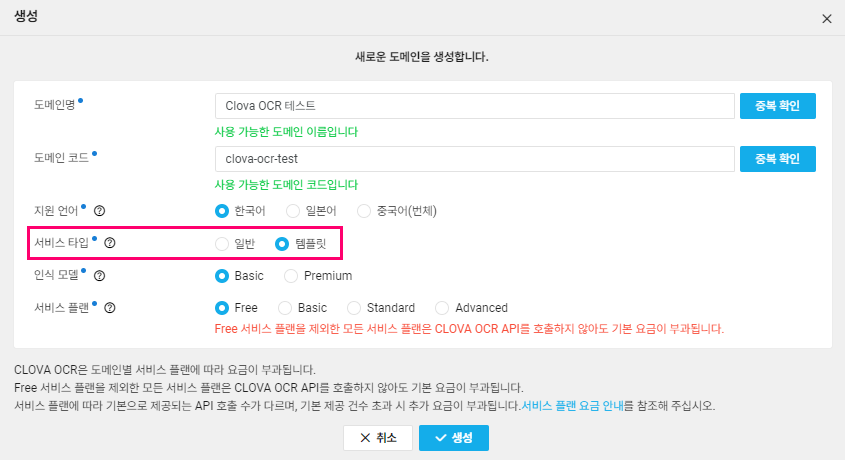 생성
새로운 도메인을 생성합니다.
도메인명
Clova OCR 테스트
중복 확인
사용 가능한 도메인 이름입니다
도메인 코드
clova-ocr-test
중복 확인
사용 가능한 도메인 코드입니다
지원 언어 ? 한국어 일본어 중국어(번체)
서비스 타입 ? 일반 템플릿
인식 모델 ? Basic Premium
서비스 플랜 ? Free Basic Standard Advanced
Free 서비스 플랜을 제외한 모든 서비스 플랜은 CLOVA OCR API를 호출하지 않아도 기본 요금이 부과됩니다.
CLOVA OCR은 도메인별 서비스 플랜에 따라 요금이 부과됩니다.
Free 서비스 플랜을 제외한 모든 서비스 플랜은 CLOVA OCR API를 호출하지 않아도 기본 요금이 부과됩니다.
서비스 플랜에 따라 기본으로 제공되는 API 호출 수가 다르며, 기본 제공 건수 초과 시 추가 요금이 부과됩니다.서비스 플랜 요금 안내를 참조해 주십시오.
취소 생성